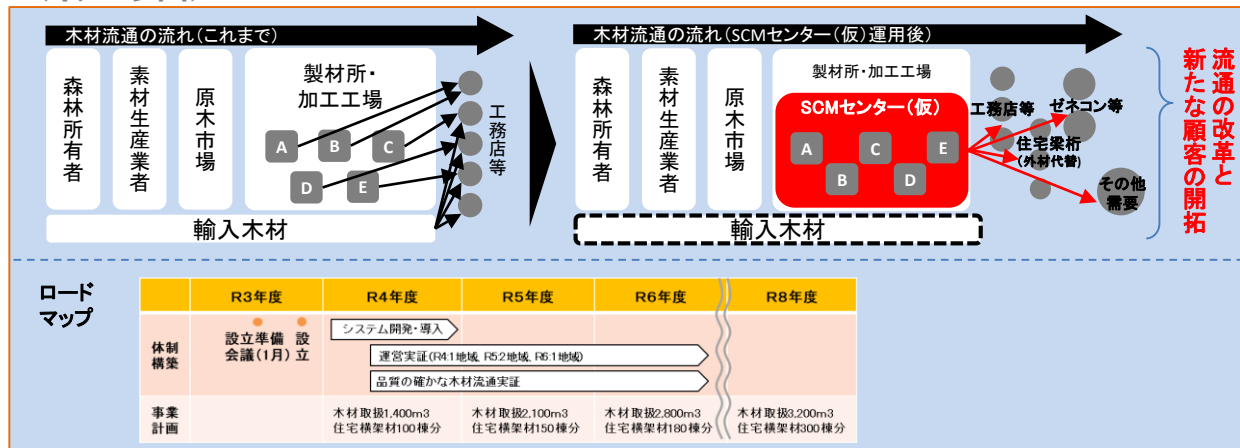 木材流通の流れ(これまで)
森林所有者
素材生産業者
原木市場
製材所・
加工工場
A
B
C
D
E
工務店等
輸入木材
木材流通の流れ(SCMセンター(仮)運用後)
森林所有者
素材生産業者
原木市場
製材所・加工工場
SCMセンター(仮)
A
C
E
B
D
輸入木材
工務店等
ゼネコン等
住宅梁桁
(外材代替)
その他
需要
流通の改革と
新たな顧客の開拓
ロード
マップ
R3年度
R4年度
R5年度
R6年度
R8年度
体制
構築
設立準備
会議(1月)
設
立
システム開発・導入
運営実証(R4:1地域、R5:2地域、R6:1地域)
品質の確かな木材流通実証
事業
計画
木材取扱1,400m3
住宅横架材100棟分
木材取扱2,100m3
住宅横架材150棟分
木材取扱2,800m3
住宅横架材180棟分
木材取扱3,200m3
住宅横架材300棟分